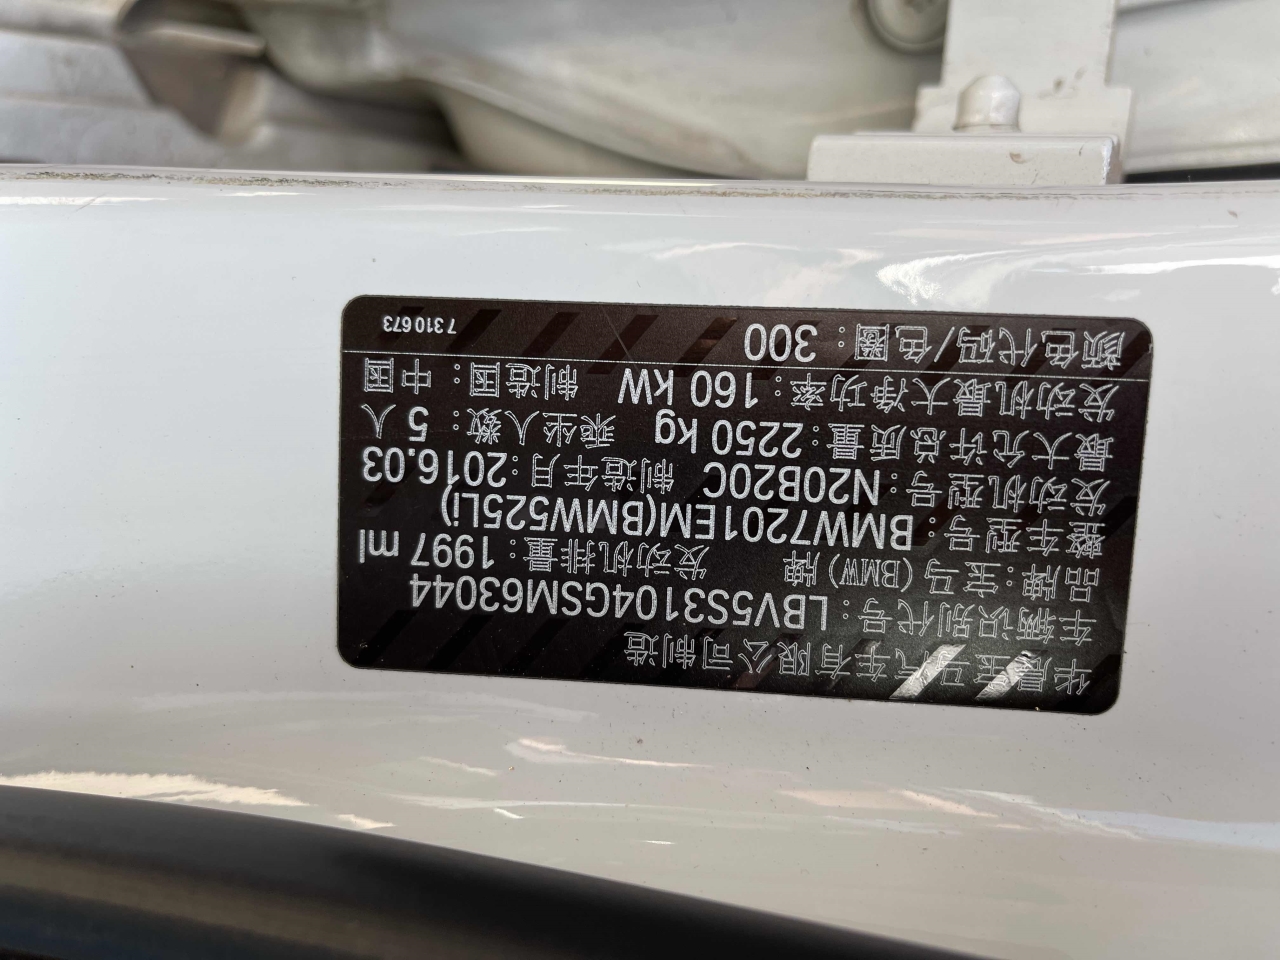 华晨宝马汽车有限公司制造
车辆识别代号：LBV5S3104GSM63044
品牌：宝马(BMW)牌 发动机排量：1997 ml
整车型号：BMW7201EM(BMW525Li)
发动机型号：N20B20C 制造年月：2016.03
最大允许总质量：2250 kg 乘坐人数：5 人
发动机最大净功率：160 kW 制造国：中国
颜色代码/色圈：300 7 310 673